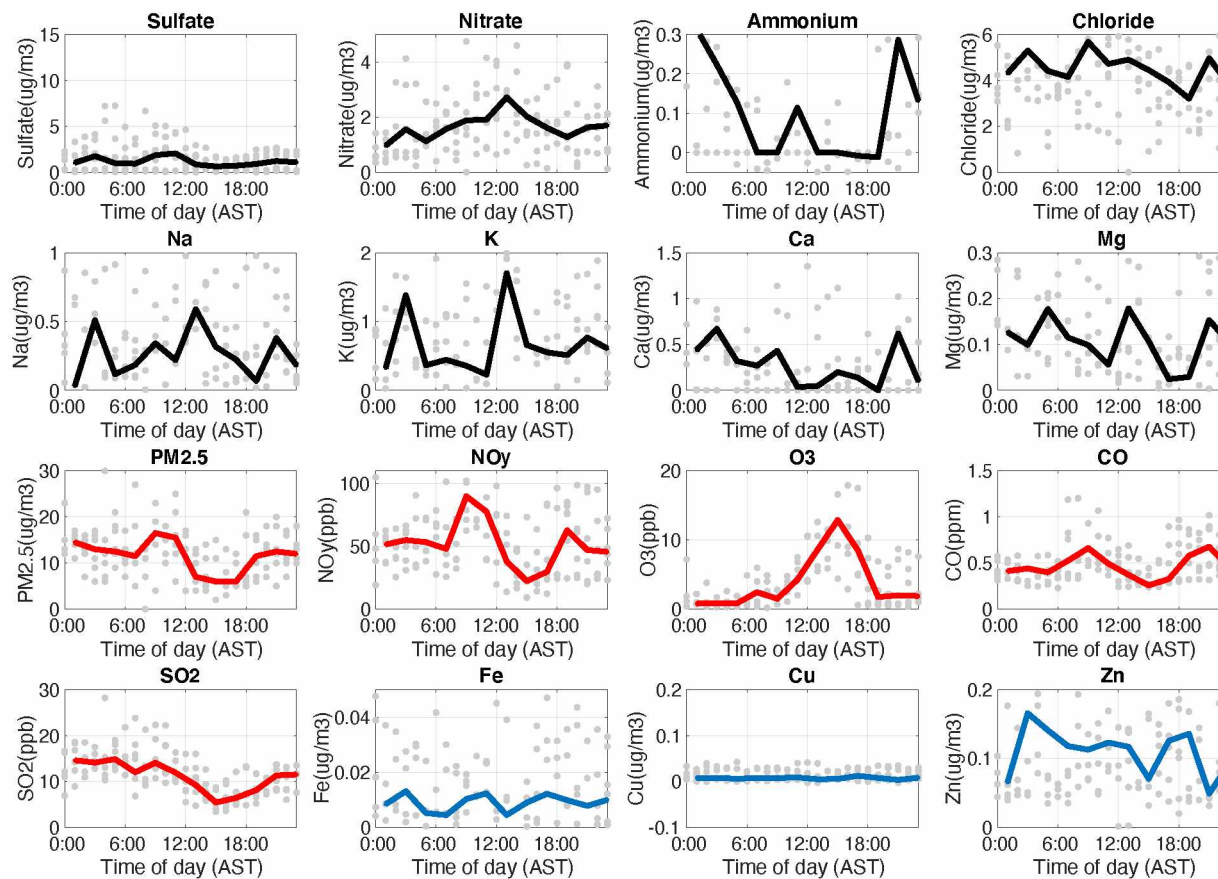 Sulfate
Sulfate(ug/m3)
15
10
5
0
0:00 6:00 12:00 18:00
Time of day (AST)
Nitrate
Nitrate(ug/m3)
4
2
0
0:00 6:00 12:00 18:00
Time of day (AST)
Ammonium
Ammonium(ug/m3)
0.3
0.2
0.1
0
0:00 6:00 12:00 18:00
Time of day (AST)
Chloride
Chloride(ug/m3)
6
4
2
0
0:00 6:00 12:00 18:00
Time of day (AST)
Na
Na(ug/m3)
1
0.5
0
0:00 6:00 12:00 18:00
Time of day (AST)
K
K(ug/m3)
2
1
0
0:00 6:00 12:00 18:00
Time of day (AST)
Ca
Ca(ug/m3)
1.5
1
0.5
0
0:00 6:00 12:00 18:00
Time of day (AST)
Mg
Mg(ug/m3)
0.3
0.2
0.1
0
0:00 6:00 12:00 18:00
Time of day (AST)
PM2.5
PM2.5(ug/m3)
30
20
10
0
0:00 6:00 12:00 18:00
Time of day (AST)
NOy
NOy(ppb)
100
50
0
0:00 6:00 12:00 18:00
Time of day (AST)
O3
O3(ppb)
20
10
0
0:00 6:00 12:00 18:00
Time of day (AST)
CO
CO(ppm)
1.5
1
0.5
0
0:00 6:00 12:00 18:00
Time of day (AST)
SO2
SO2(ppb)
30
20
10
0
0:00 6:00 12:00 18:00
Time of day (AST)
Fe
Fe(ug/m3)
0.04
0.02
0
0:00 6:00 12:00 18:00
Time of day (AST)
Cu
Cu(ug/m3)
0.2
0.1
0
-0.1
0:00 6:00 12:00 18:00
Time of day (AST)
Zn
Zn(ug/m3)
0.2
0.1
0
0:00 6:00 12:00 18:00
Time of day (AST)